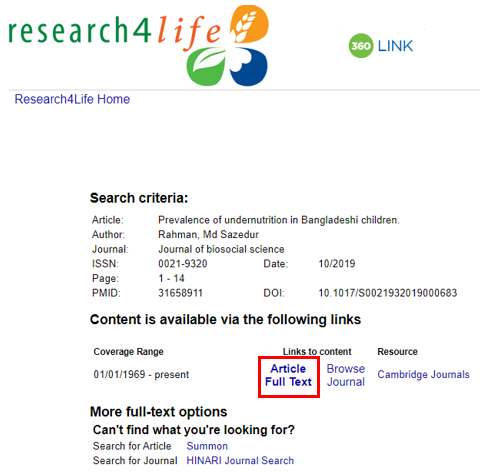 research4life
360 LINK
Research4Life Home
Search criteria:
Article: Prevalence of undernutrition in Bangladeshi children.
Author: Rahman, Md Sazedur
Journal: Journal of biosocial science
ISSN: 0021-9320 Date: 10/2019
Page: 1 - 14
PMID: 31658911 DOI: 10.1017/S0021932019000683
Content is available via the following links
Coverage Range Links to content Resource
01/01/1969 - present Article Full Text Browse Journal Cambridge Journals
More full-text options
Can't find what you're looking for?
Search for Article Summon
Search for Journal HINARI Journal Search